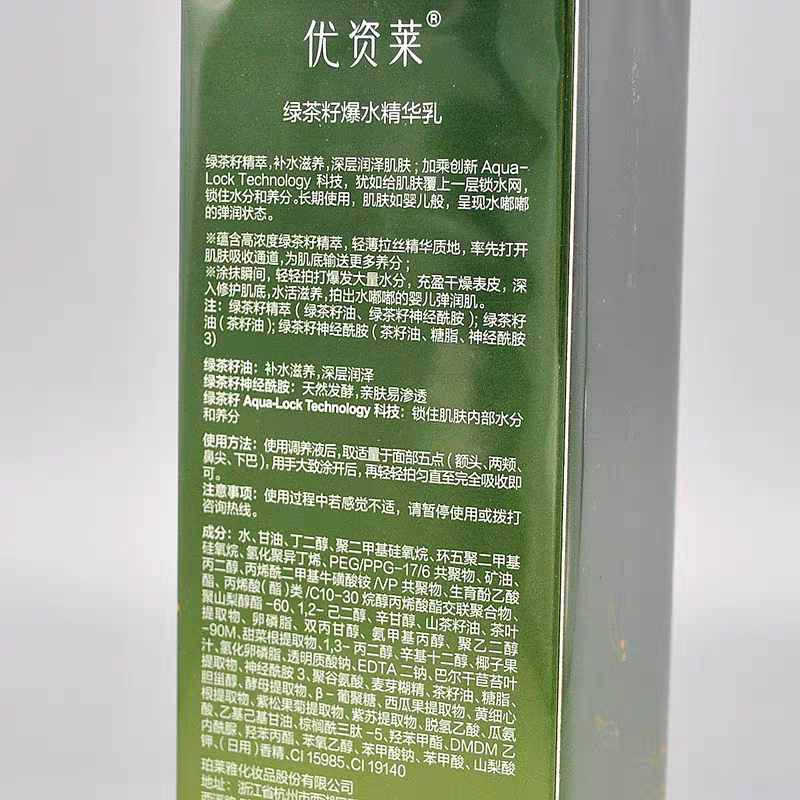 优资莱®
绿茶籽爆水精华乳
绿茶籽精萃,补水滋养,深层润泽肌肤;加乘创新 Aqua-
Lock Technology 科技,犹如给肌肤覆上一层锁水网,
锁住水分和养分。长期使用,肌肤如婴儿般,呈现水嘟嘟
的弹润状态。
※蕴含高浓度绿茶籽精萃,轻薄拉丝精华质地,率先打开
肌肤吸收通道,为肌底输送更多养分;
※涂抹瞬间,轻轻拍打爆发大量水分,充盈干燥表皮,深
入修护肌底,水活滋养,拍出水嘟嘟的婴儿弹润肌。
注:绿茶籽精萃(绿茶籽油、绿茶籽神经酰胺);绿茶籽
油(茶籽油);绿茶籽神经酰胺(茶籽油、糖脂、神经酰胺
3)
绿茶籽油:补水滋养,深层润泽
绿茶籽神经酰胺:天然发酵,亲肤易渗透
绿茶籽 Aqua-Lock Technology 科技:锁住肌肤内部水分
和养分
使用方法:使用调养液后,取适量于面部五点(额头、两颊、
鼻尖、下巴),用手大致涂开后,再轻轻拍匀直至完全吸收即
可。
注意事项:使用过程中若感觉不适,请暂停使用或拨打
咨询热线。
成分:水、甘油、丁二醇、聚二甲基硅氧烷、环五聚二甲基
硅氧烷、氢化聚异丁烯、PEG/PPG-17/6 共聚物、矿油、
丙二醇、丙烯酰二甲基牛磺酸铵 /VP 共聚物、生育酚乙酸
酯、丙烯酸(酯)类 /C10-30 烷醇丙烯酸酯交联聚合物、
聚山梨醇酯 -60、1,2- 己二醇、辛甘醇、山茶籽油、茶叶
提取物、卵磷脂、双丙甘醇、氨甲基丙醇、聚乙二醇
-90M、甜菜根提取物、1,3- 丙二醇、辛基十二醇、椰子果
汁、氢化卵磷脂、透明质酸钠、EDTA 二钠、巴尔干苣苔叶
提取物、神经酰胺 3、聚谷氨酸、麦芽糊精、茶籽油、糖脂、
胆甾醇、酵母提取物、β - 葡聚糖、西瓜果提取物、黄细心
根提取物、紫松果菊提取物、紫苏提取物、脱氢乙酸、瓜氨
酸、乙基己基甘油、棕榈酰三肽 -5、羟苯甲酯、DMDM 乙
内酰脲、羟苯丙酯、苯氧乙醇、苯甲酸钠、苯甲酸、山梨酸
钾、(日用)香精、CI 15985、CI 19140
珀莱雅化妆品股份有限公司
地址:浙江省杭州市西湖区